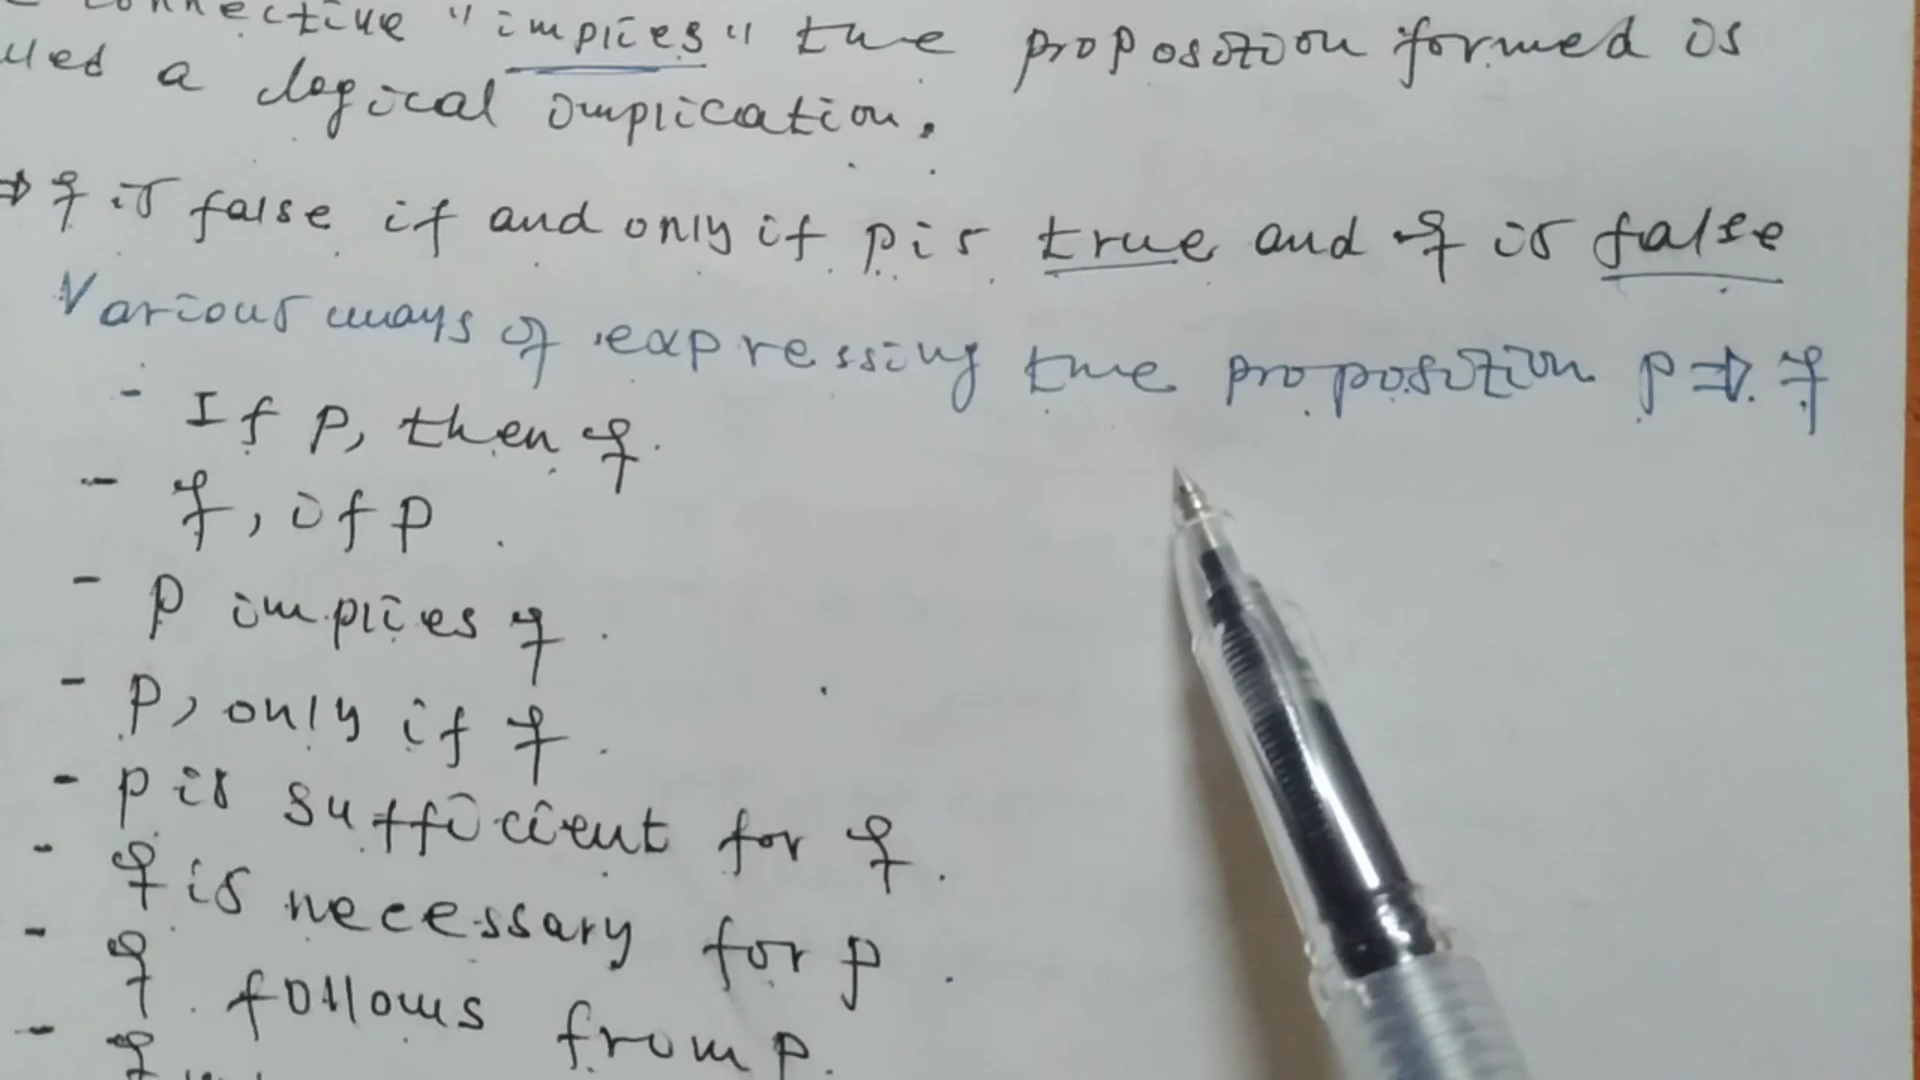 connective "implies" the proposition formed is
lled a logical implication.
⇒ q is false if and only if p is true and q is false
Various ways of expressing the proposition p ⇒ q
- If p, then q.
- q, if p.
- p implies q.
- p, only if q.
- p is sufficient for q.
- q is necessary for p.
- q follows from p.
- q